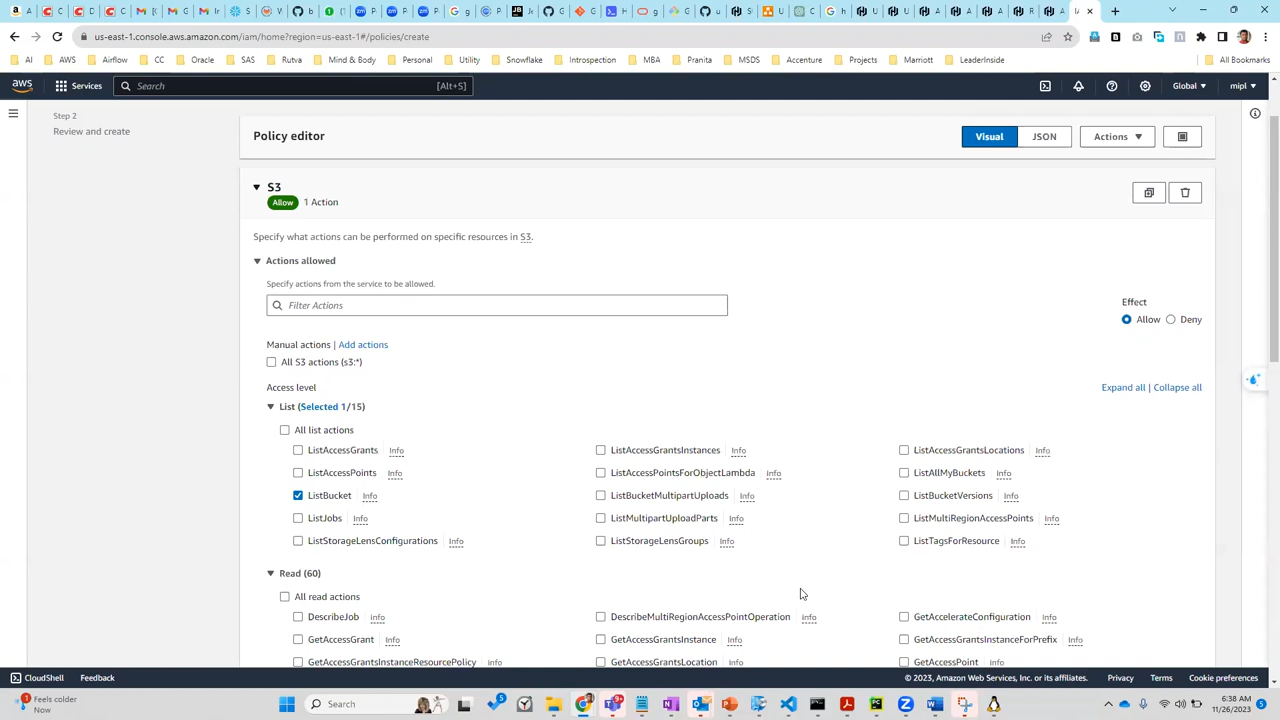 us-east-1.console.aws.amazon.com/iam/home?region=us-east-1#/policies/create
AI AWS Airflow CC Oracle SAS Rutva Mind & Body Personal Utility Snowflake Introspection MBA Pranita MSDS Accenture Projects Marriott LeaderInside All Bookmarks
aws Services Search [Alt+S] Global mipl
Step 2
Review and create
Policy editor Visual JSON Actions
S3
Allow 1 Action
Specify what actions can be performed on specific resources in S3.
Actions allowed
Specify actions from the service to be allowed.
Filter Actions
Effect
Allow Deny
Manual actions | Add actions
All S3 actions (s3:*)
Access level Expand all | Collapse all
List (Selected 1/15)
All list actions
ListAccessGrants Info ListAccessGrantsInstances Info ListAccessGrantsLocations Info
ListAccessPoints Info ListAccessPointsForObjectLambda Info ListAllMyBuckets Info
ListBucket Info ListBucketMultipartUploads Info ListBucketVersions Info
ListJobs Info ListMultipartUploadParts Info ListMultiRegionAccessPoints Info
ListStorageLensConfigurations Info ListStorageLensGroups Info ListTagsForResource Info
Read (60)
All read actions
DescribeJob Info DescribeMultiRegionAccessPointOperation Info GetAccelerateConfiguration Info
GetAccessGrant Info GetAccessGrantsInstance Info GetAccessGrantsInstanceForPrefix Info
GetAccessGrantsInstanceResourcePolicy Info GetAccessGrantsLocation Info GetAccessPoint Info
CloudShell Feedback © 2023, Amazon Web Services, Inc. or its affiliates. Privacy Terms Cookie preferences
Feels colder
Now
Search
6:38 AM
11/26/2023